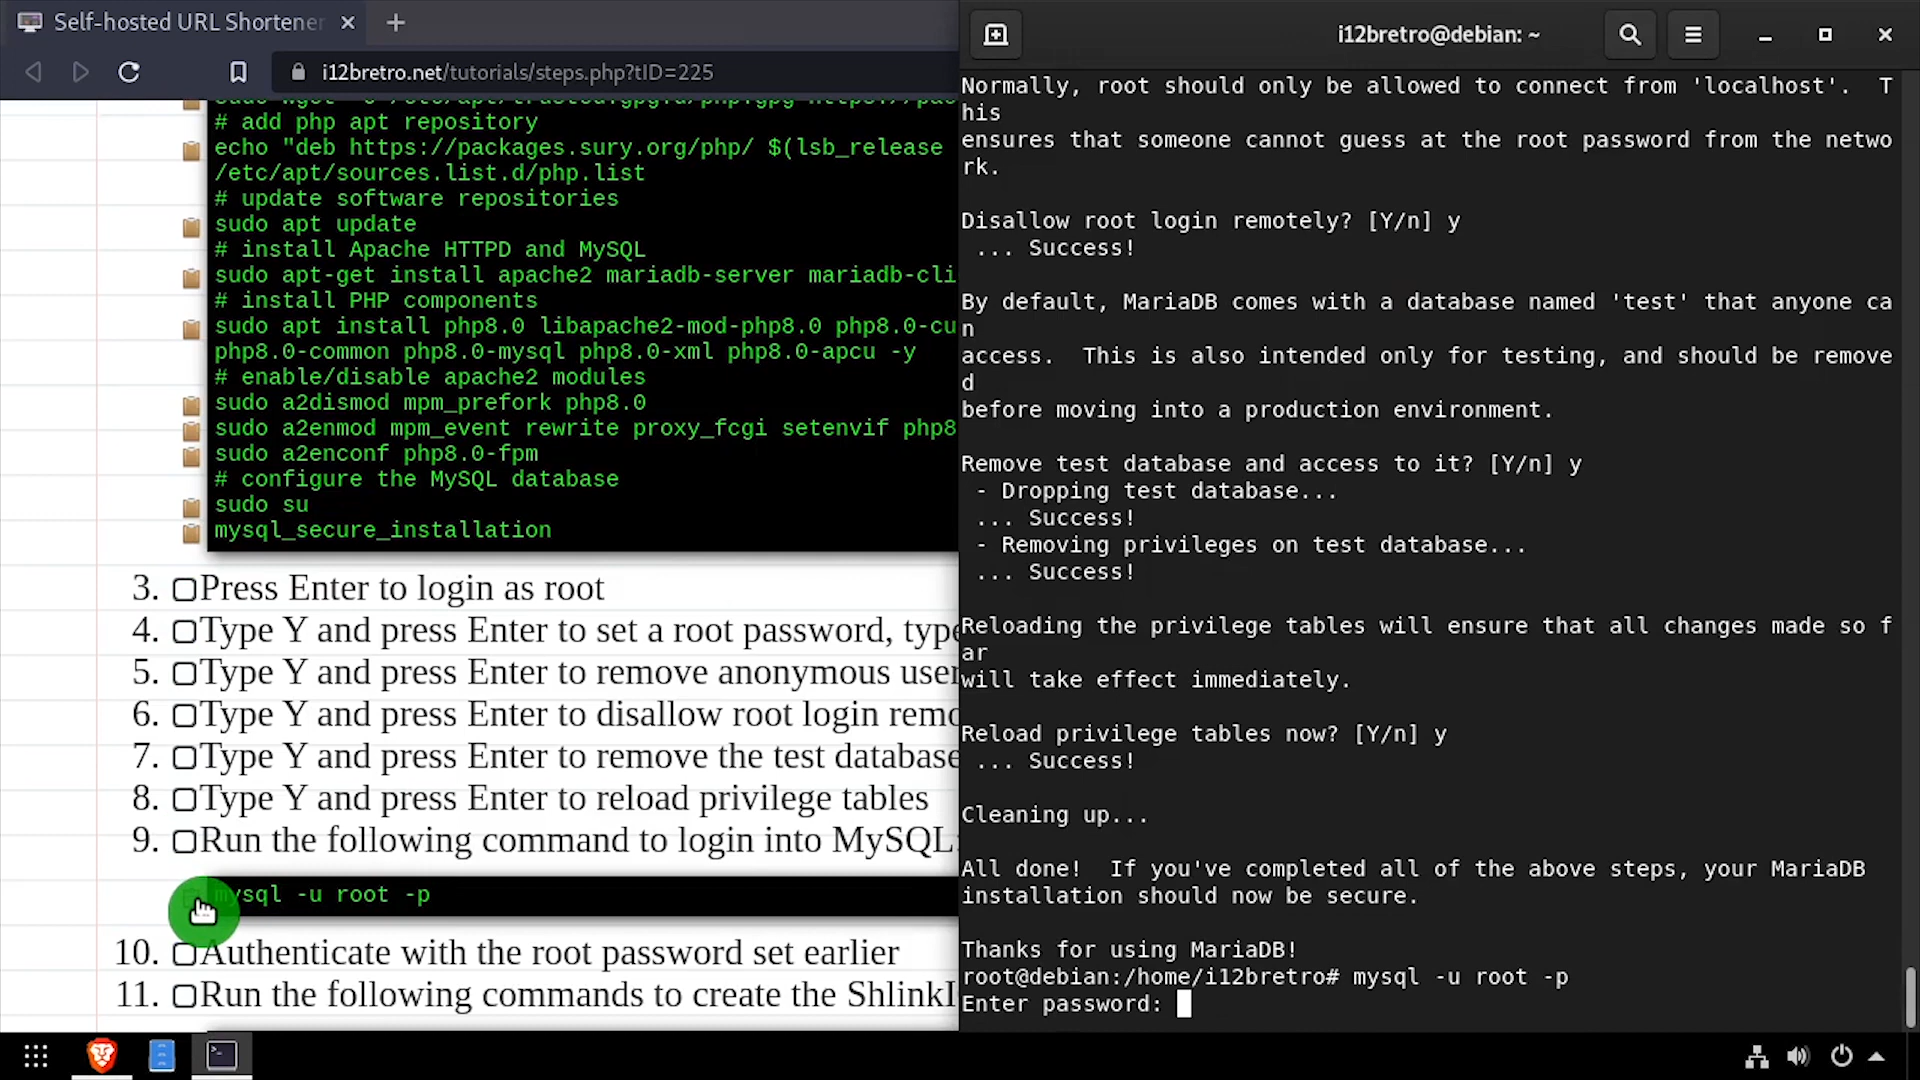 Self-hosted URL Shortener
i12bretro.net/tutorials/steps.php?tID=225
# add php apt repository
echo "deb https://packages.sury.org/php/ $(lsb_release
/etc/apt/sources.list.d/php.list
# update software repositories
sudo apt update
# install Apache HTTPD and MySQL
sudo apt-get install apache2 mariadb-server mariadb-cli
# install PHP components
sudo apt install php8.0 libapache2-mod-php8.0 php8.0-cu
php8.0-common php8.0-mysql php8.0-xml php8.0-apcu -y
# enable/disable apache2 modules
sudo a2dismod mpm_prefork php8.0
sudo a2enmod mpm_event rewrite proxy_fcgi setenvif php8
sudo a2enconf php8.0-fpm
# configure the MySQL database
sudo su
mysql_secure_installation
3. Press Enter to login as root
4. Type Y and press Enter to set a root password, type
5. Type Y and press Enter to remove anonymous user
6. Type Y and press Enter to disallow root login remo
7. Type Y and press Enter to remove the test database
8. Type Y and press Enter to reload privilege tables
9. Run the following command to login into MySQL:
mysql -u root -p
10. Authenticate with the root password set earlier
11. Run the following commands to create the Shlink
i12bretro@debian: ~
Normally, root should only be allowed to connect from 'localhost'.  T
his
ensures that someone cannot guess at the root password from the netwo
rk.
Disallow root login remotely? [Y/n] y
 ... Success!
By default, MariaDB comes with a database named 'test' that anyone ca
n
access.  This is also intended only for testing, and should be remove
d
before moving into a production environment.
Remove test database and access to it? [Y/n] y
 - Dropping test database...
 ... Success!
 - Removing privileges on test database...
 ... Success!
Reloading the privilege tables will ensure that all changes made so f
ar
will take effect immediately.
Reload privilege tables now? [Y/n] y
 ... Success!
Cleaning up...
All done!  If you've completed all of the above steps, your MariaDB
installation should now be secure.
Thanks for using MariaDB!
root@debian:/home/i12bretro# mysql -u root -p
Enter password: